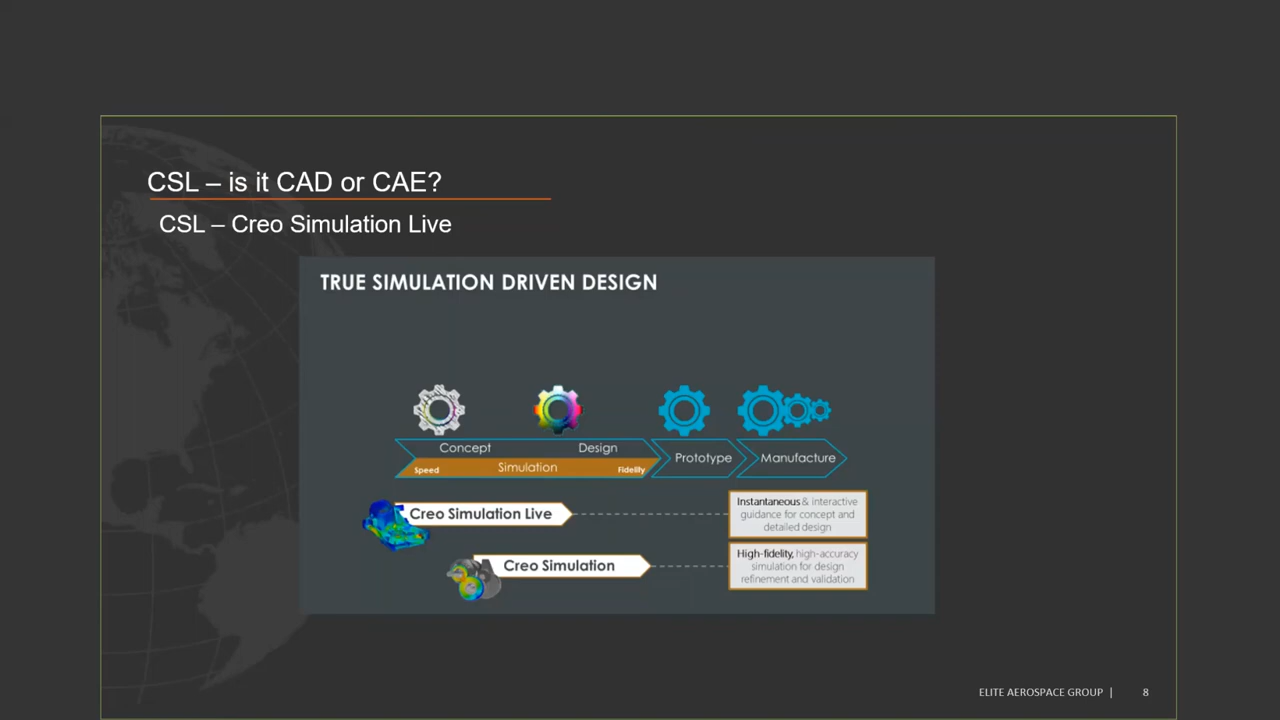 CSL – is it CAD or CAE?
CSL – Creo Simulation Live
TRUE SIMULATION DRIVEN DESIGN
Concept
Design
Speed
Simulation
Fidelity
Prototype
Manufacture
Creo Simulation Live
Instantaneous & interactive
guidance for concept and
detailed design
Creo Simulation
High-fidelity, high-accuracy
simulation for design
refinement and validation
ELITE AEROSPACE GROUP |
8